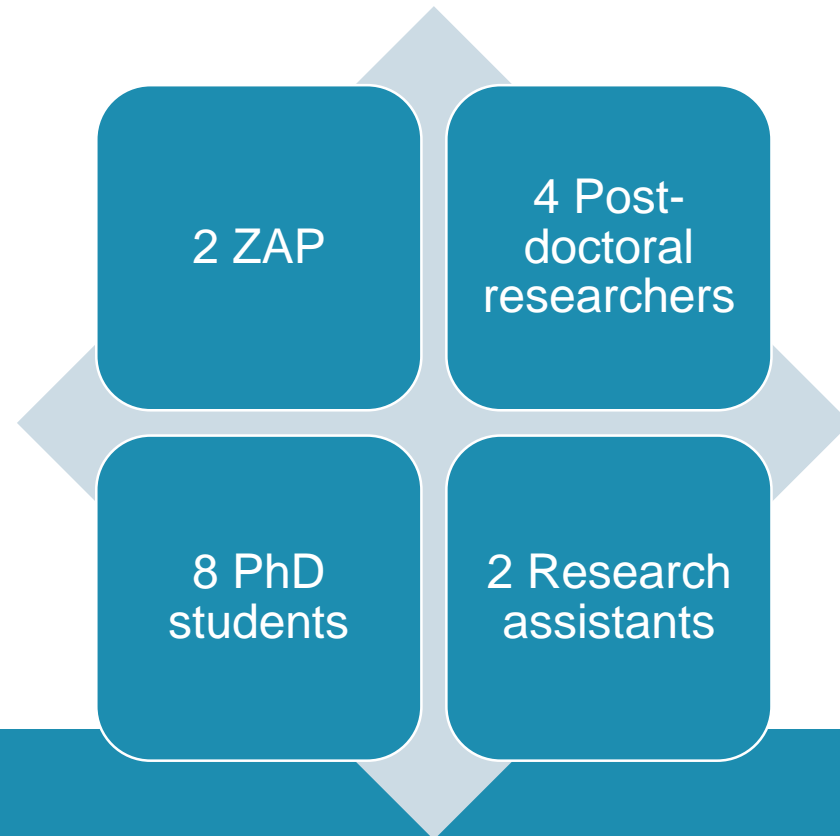 2 ZAP
4 Post-
doctoral
researchers
8 PhD
students
2 Research
assistants